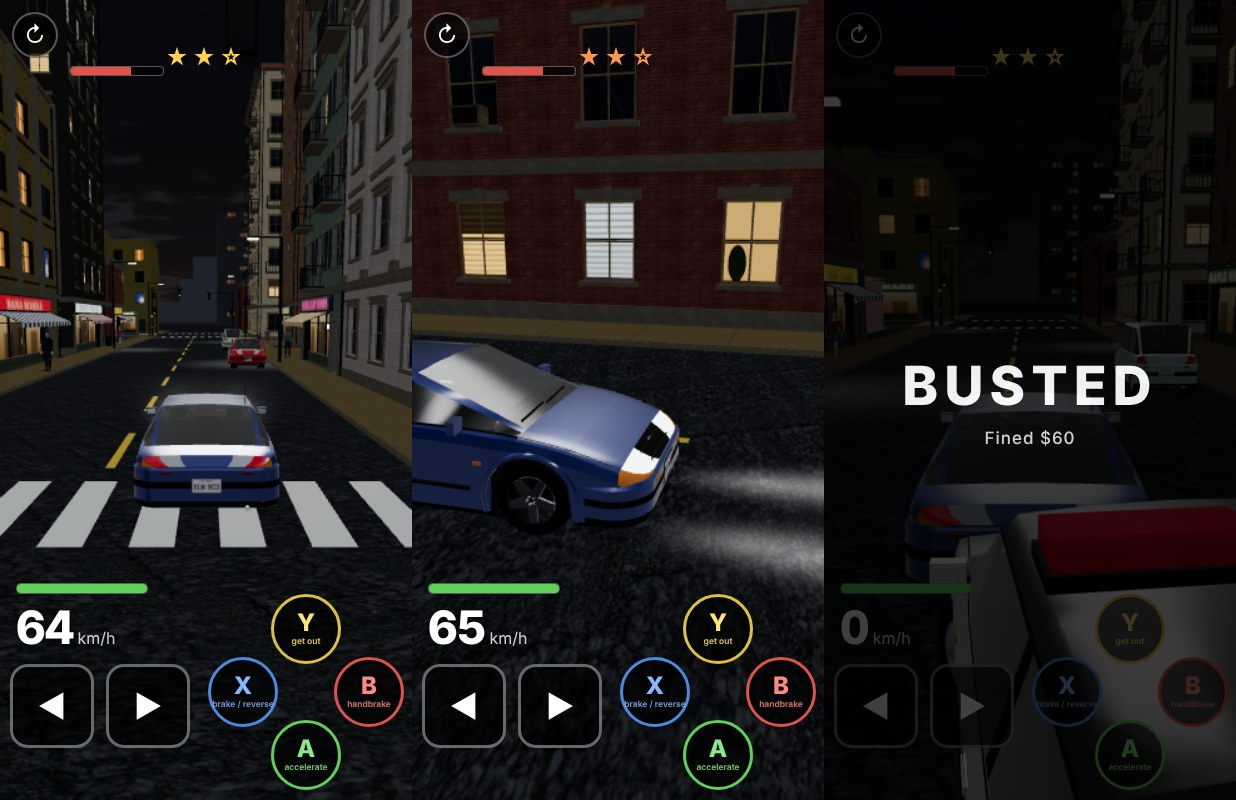 64 km/h
Y
get out
X
brake / reverse
B
handbrake
A
accelerate
65 km/h
Y
get out
X
brake / reverse
B
handbrake
A
accelerate
BUSTED
Fined $60
0 km/h
Y
get out
X
brake / reverse
B
handbrake
A
accelerate